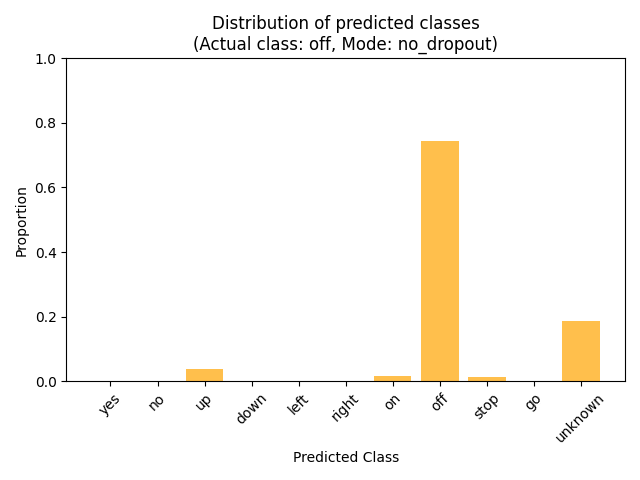 Distribution of predicted classes
(Actual class: off, Mode: no_dropout)
1.0
0.8
0.6
0.4
0.2
0.0
Proportion
yes
no
up
down
left
right
on
off
stop
go
unknown
Predicted Class